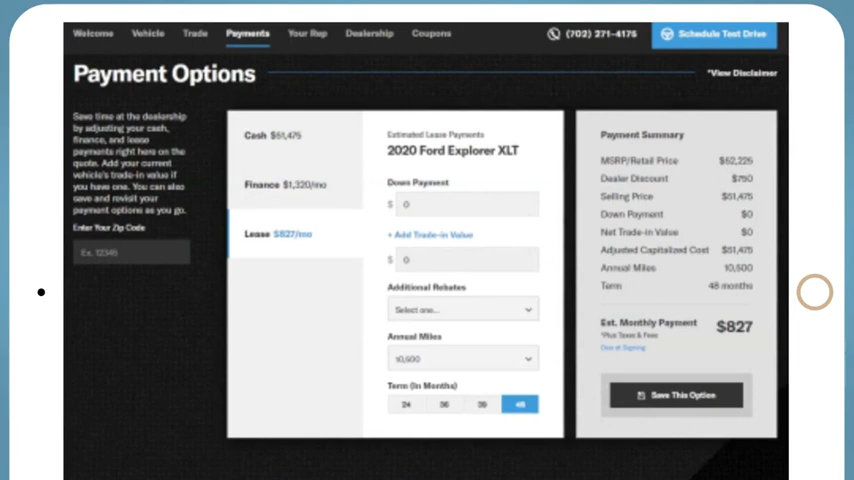 Welcome Vehicle Trade Payments Your Rep Dealership Coupons (702) 271-4175 Schedule Test Drive
Payment Options
*View Disclaimer
Save time at the dealership
by adjusting your cash,
finance, and lease
payments right here on the
quote. Add your current
vehicle's trade-in value if
you have one. You can also
save and revisit your
payment options as you go.
Enter Your Zip Code
Ex. 12345
Cash $51,475
Finance $1,320/mo
Lease $827/mo
Estimated Lease Payments
2020 Ford Explorer XLT
Down Payment
$ 0
+ Add Trade-in Value
$ 0
Additional Rebates
Select one...
Annual Miles
10,500
Term (In Months)
24 36 39 48
Payment Summary
MSRP/Retail Price $52,225
Dealer Discount $750
Selling Price $51,475
Down Payment $0
Net Trade-in Value $0
Adjusted Capitalized Cost $51,475
Annual Miles 10,500
Term 48 months
Est. Monthly Payment $827
*Plus Taxes & Fees
Due at Signing
Save This Option